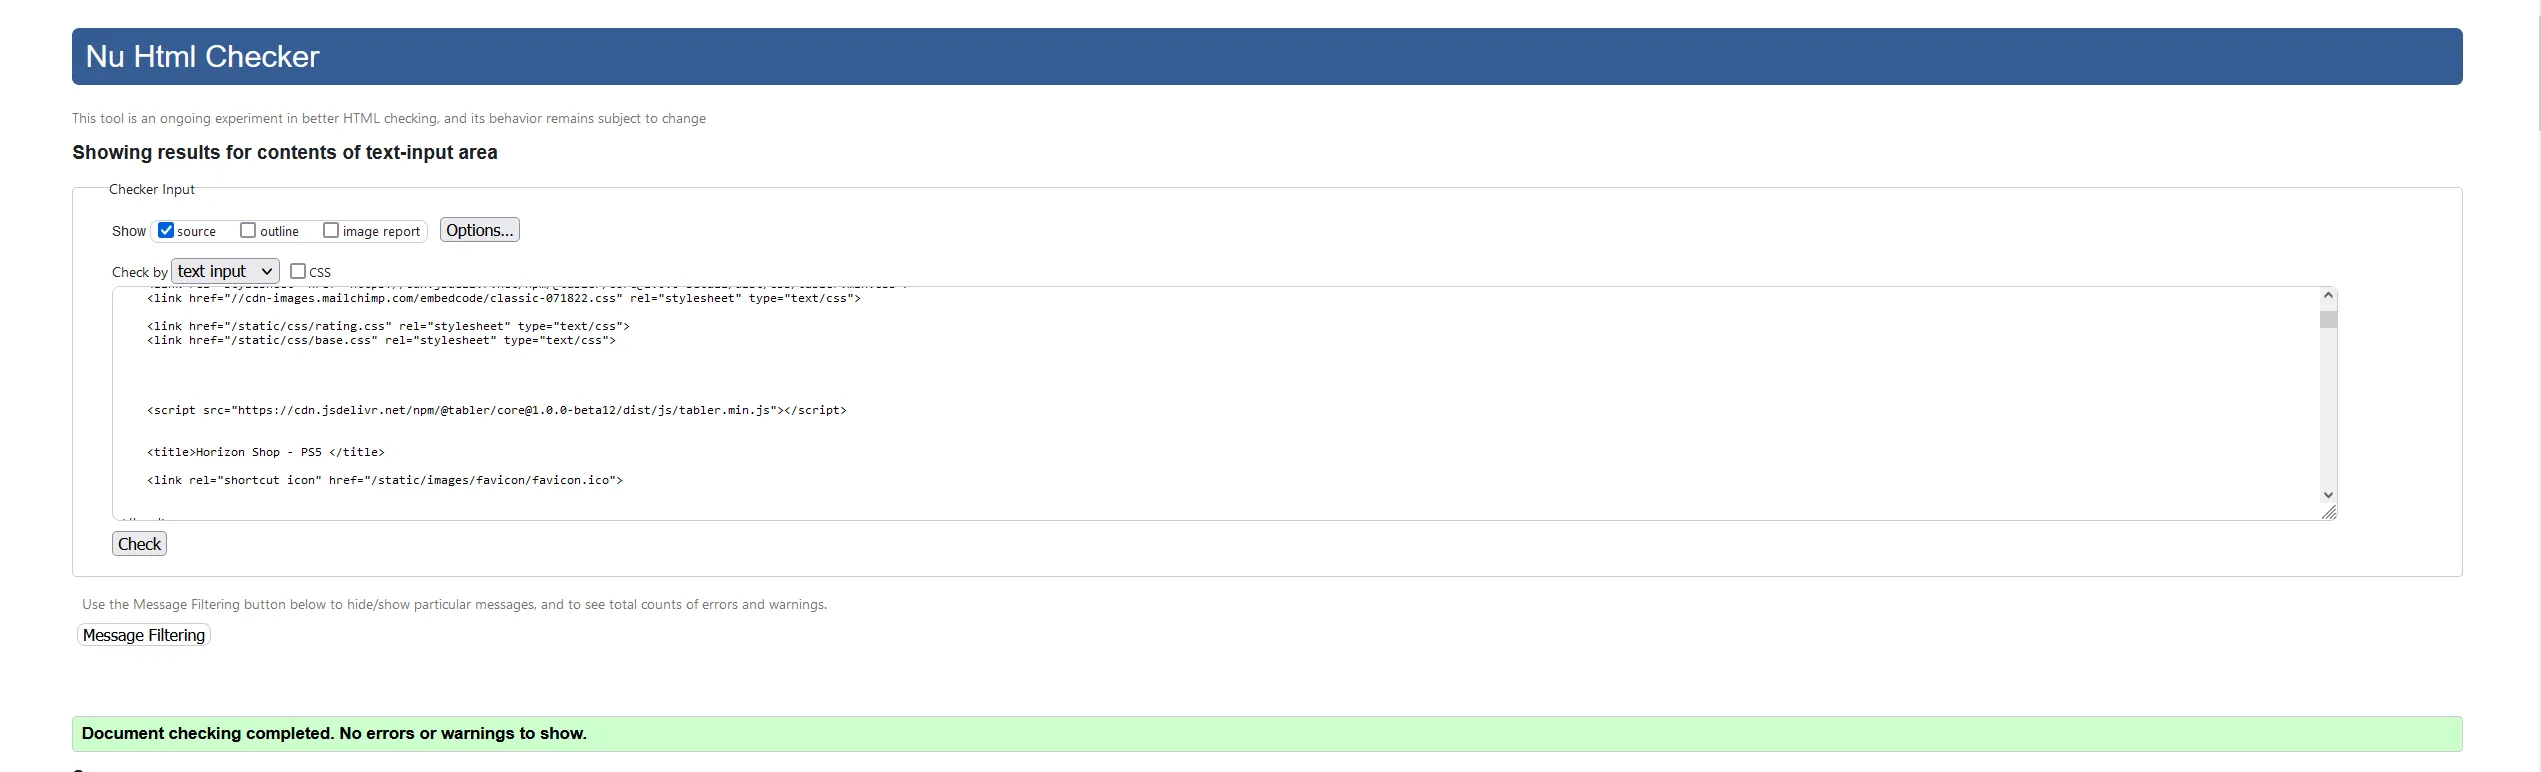 Nu Html Checker
This tool is an ongoing experiment in better HTML checking, and its behavior remains subject to change
Showing results for contents of text-input area
Checker Input
Show source outline image report Options...
Check by text input CSS
<link href="//cdn-images.mailchimp.com/embedcode/classic-071822.css" rel="stylesheet" type="text/css">
<link href="/static/css/rating.css" rel="stylesheet" type="text/css">
<link href="/static/css/base.css" rel="stylesheet" type="text/css">
<script src="https://cdn.jsdelivr.net/npm/@tabler/core@1.0.0-beta12/dist/js/tabler.min.js"></script>
<title>Horizon Shop - PS5 </title>
<link rel="shortcut icon" href="/static/images/favicon/favicon.ico">
Check
Use the Message Filtering button below to hide/show particular messages, and to see total counts of errors and warnings.
Message Filtering
Document checking completed. No errors or warnings to show.